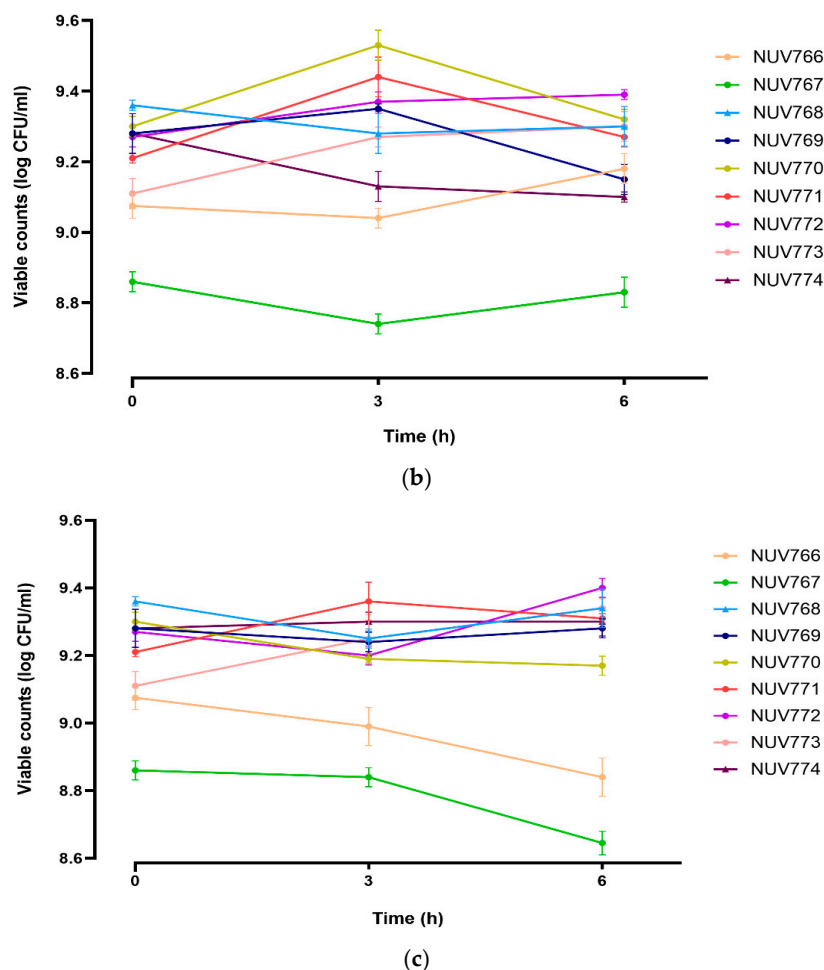 9.6
9.4
9.2
9.0
8.8
8.6
Viable counts (log CFU/ml)
0
3
6
Time (h)
NUV766
NUV767
NUV768
NUV769
NUV770
NUV771
NUV772
NUV773
NUV774
(b)
9.6
9.4
9.2
9.0
8.8
8.6
Viable counts (log CFU/ml)
0
3
6
Time (h)
NUV766
NUV767
NUV768
NUV769
NUV770
NUV771
NUV772
NUV773
NUV774
(c)